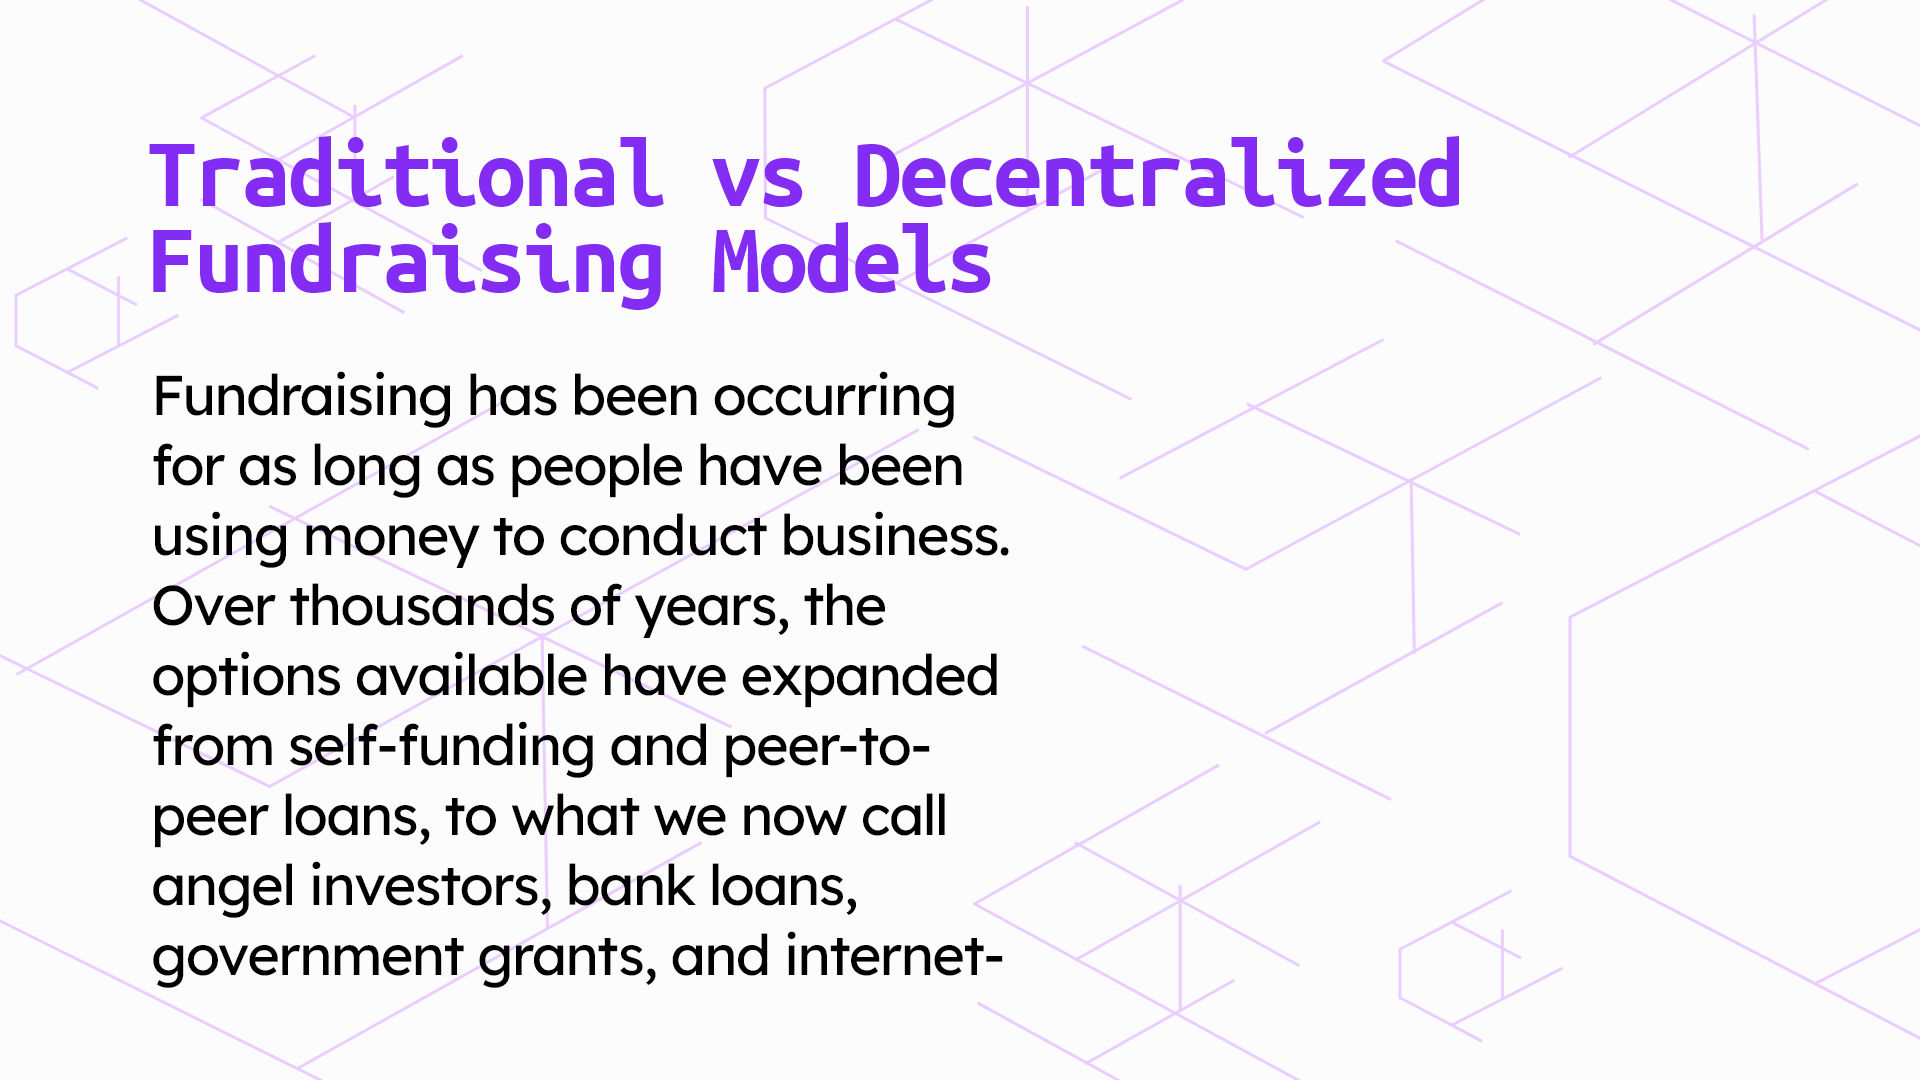 Traditional vs Decentralized
Fundraising Models
Fundraising has been occurring
for as long as people have been
using money to conduct business.
Over thousands of years, the
options available have expanded
from self-funding and peer-to-
peer loans, to what we now call
angel investors, bank loans,
government grants, and internet-